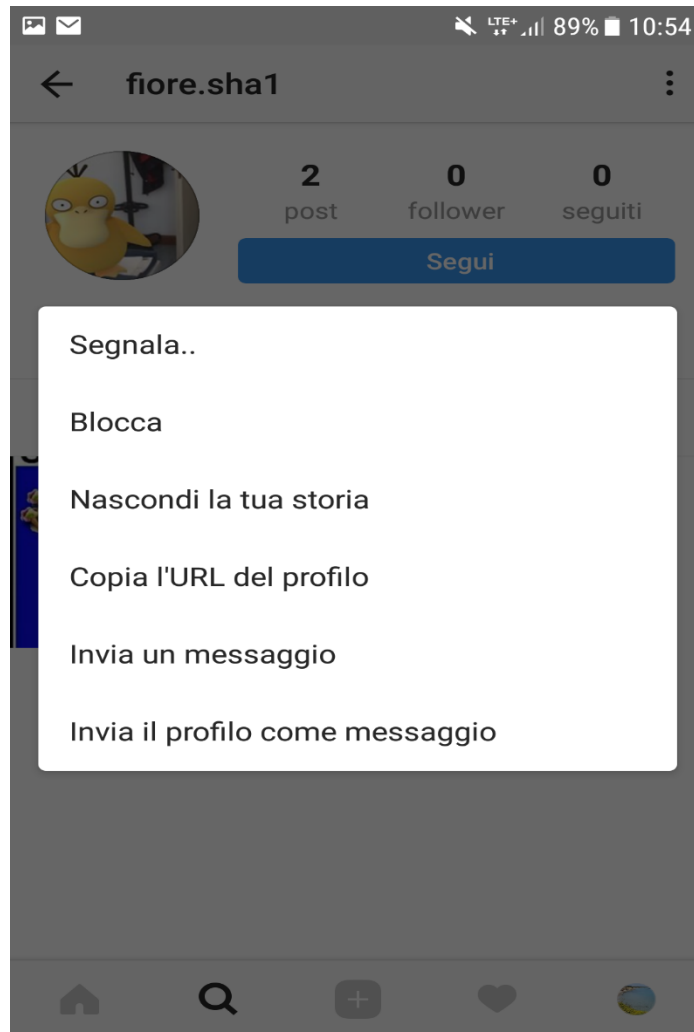 LTE+ 89% 10:54
fiore.sha1
2 0 0
post follower seguiti
Segui
Segnala..
Blocca
Nascondi la tua storia
Copia l'URL del profilo
Invia un messaggio
Invia il profilo come messaggio